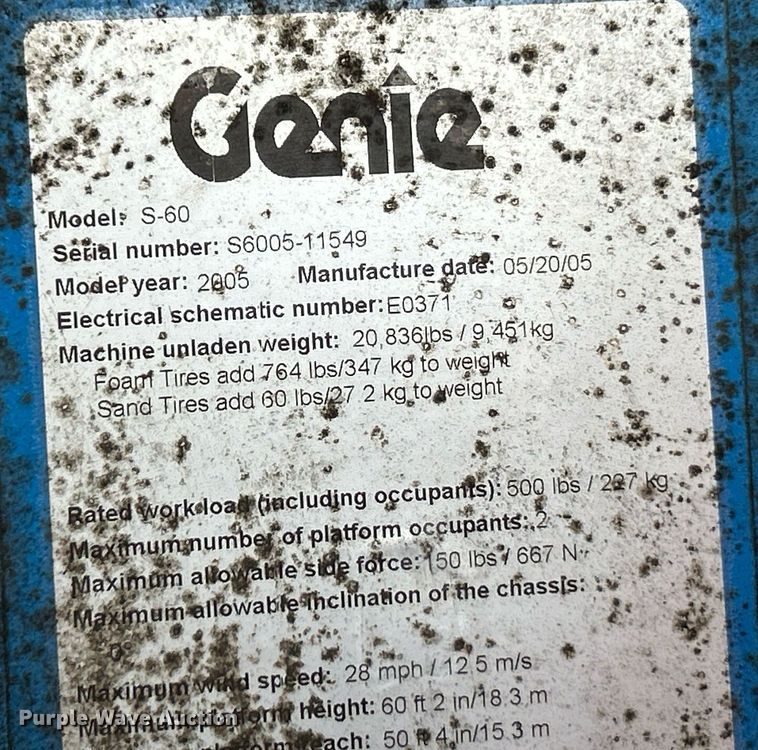 Genie
Model: S-60
Serial number: S6005-11549
Model year: 2005 Manufacture date: 05/20/05
Electrical schematic number: E0371
Machine unladen weight: 20,836lbs / 9,451kg
Foam Tires add 764 lbs/347 kg to weight
Sand Tires add 60 lbs/27 2 kg to weight
Rated work load (including occupants): 500 lbs / 227 kg
Maximum number of platform occupants: 2
Maximum allowable side force: 150 lbs / 667 N
Maximum allowable inclination of the chassis:
0°
Maximum wind speed: 28 mph / 12 5 m/s
Maximum platform height: 60 ft 2 in/18.3 m
platform reach: 50 ft 4 in/15.3 m
Purple Wave Auction